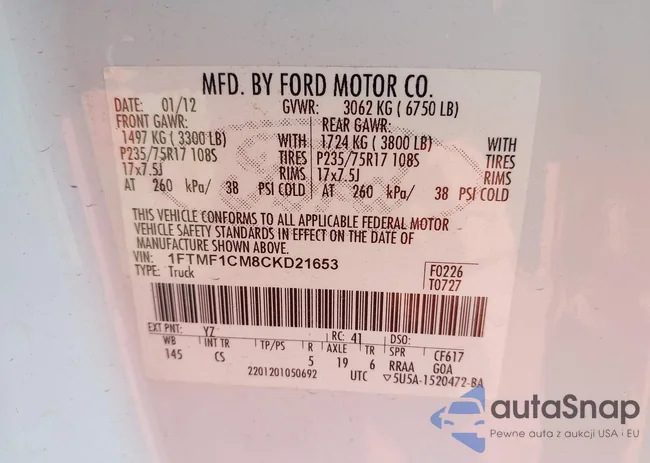 MFD. BY FORD MOTOR CO.
DATE: 01/12 GVWR: 3062 KG ( 6750 LB)
FRONT GAWR: REAR GAWR:
1497 KG ( 3300 LB) WITH 1724 KG ( 3800 LB) WITH
P235/75R17 108S TIRES P235/75R17 108S TIRES
17x7.5J RIMS 17x7.5J RIMS
AT 260 kPa/ 38 PSI COLD AT 260 kPa/ 38 PSI COLD
THIS VEHICLE CONFORMS TO ALL APPLICABLE FEDERAL MOTOR
VEHICLE SAFETY STANDARDS IN EFFECT ON THE DATE OF
MANUFACTURE SHOWN ABOVE.
VIN: 1FTMF1CM8CKD21653 F0226
TYPE: Truck T0727
EXT PNT: YZ RC: 41 DSO:
WB INT TR TP/PS R AXLE TR SPR CF617
145 CS 5 19 6 RRAA GOA
2201201050692 UTC ▽5U5A-1520472-BA
autaSnap
Pewne auta z aukcji USA i EU